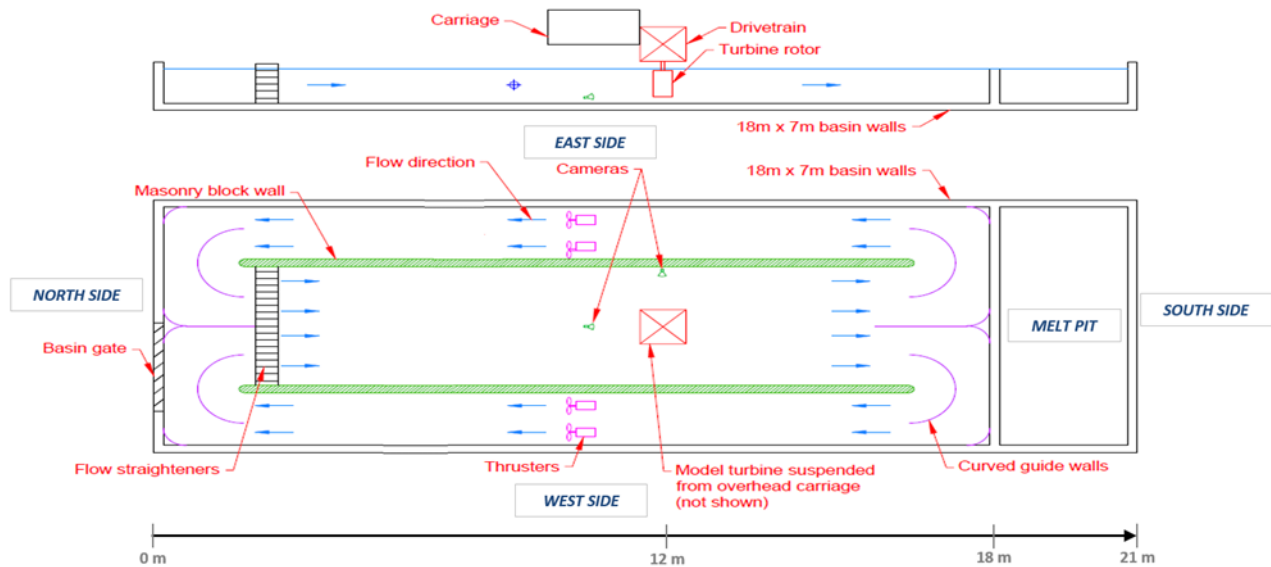 Carriage
Drivetrain
Turbine rotor
18m x 7m basin walls
EAST SIDE
Flow direction
Cameras
18m x 7m basin walls
Masonry block wall
NORTH SIDE
MELT PIT
SOUTH SIDE
Basin gate
Flow straighteners
Thrusters
Model turbine suspended
from overhead carriage
(not shown)
Curved guide walls
WEST SIDE
0 m
12 m
18 m
21 m